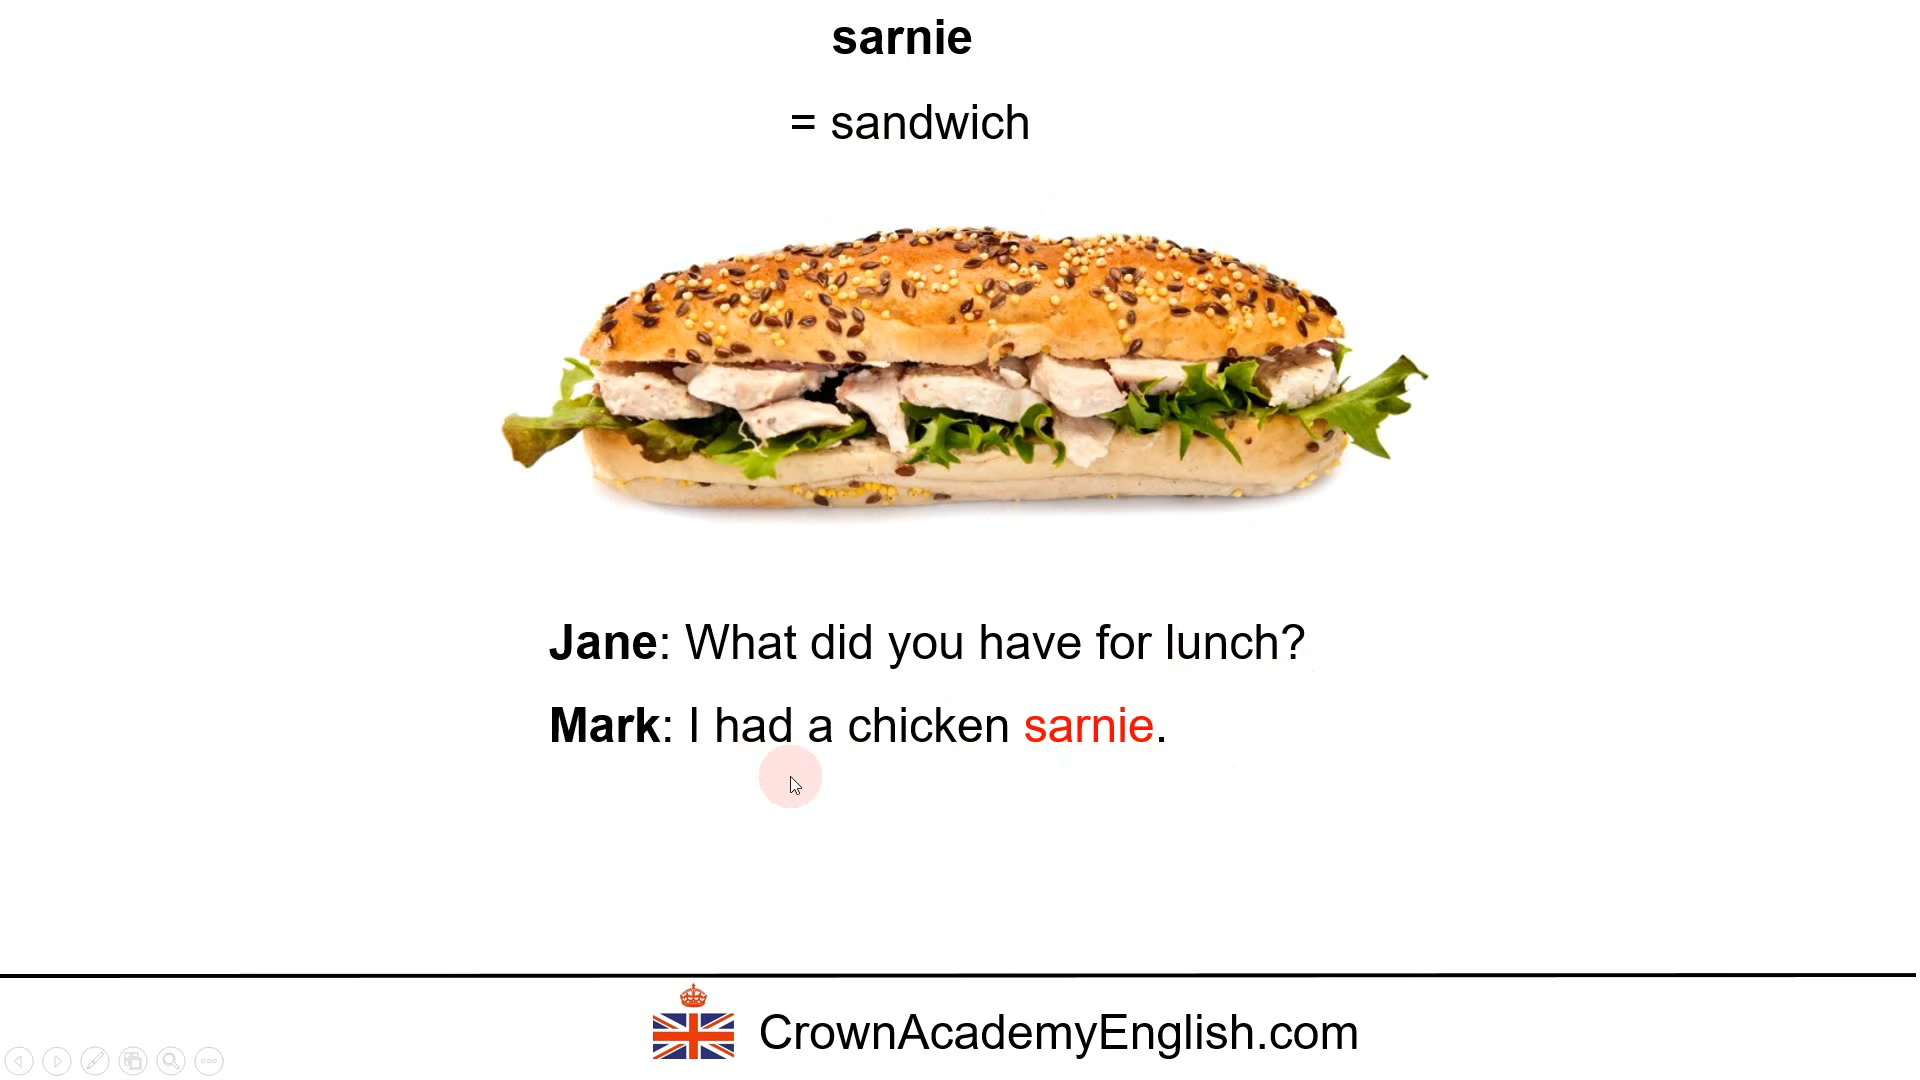 sarnie
= sandwich
Jane: What did you have for lunch?
Mark: I had a chicken sarnie.
CrownAcademyEnglish.com